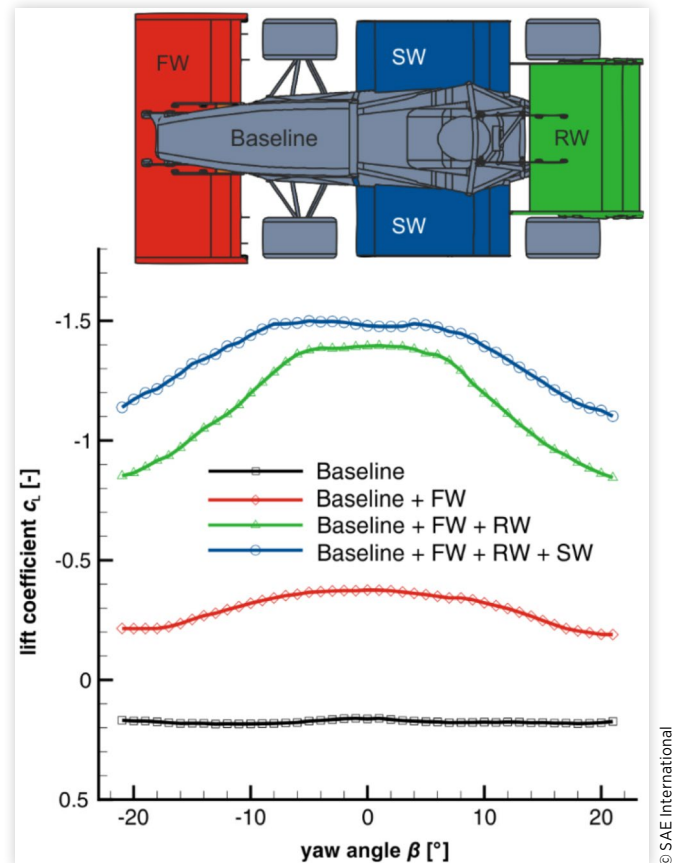 FW
SW
Baseline
RW
SW
-1.5
-1
Baseline
Baseline + FW
Baseline + FW + RW
Baseline + FW + RW + SW
-0.5
0
0.5
lift coefficient cL [-]
-20
-10
0
10
20
yaw angle β [°]
© SAE International